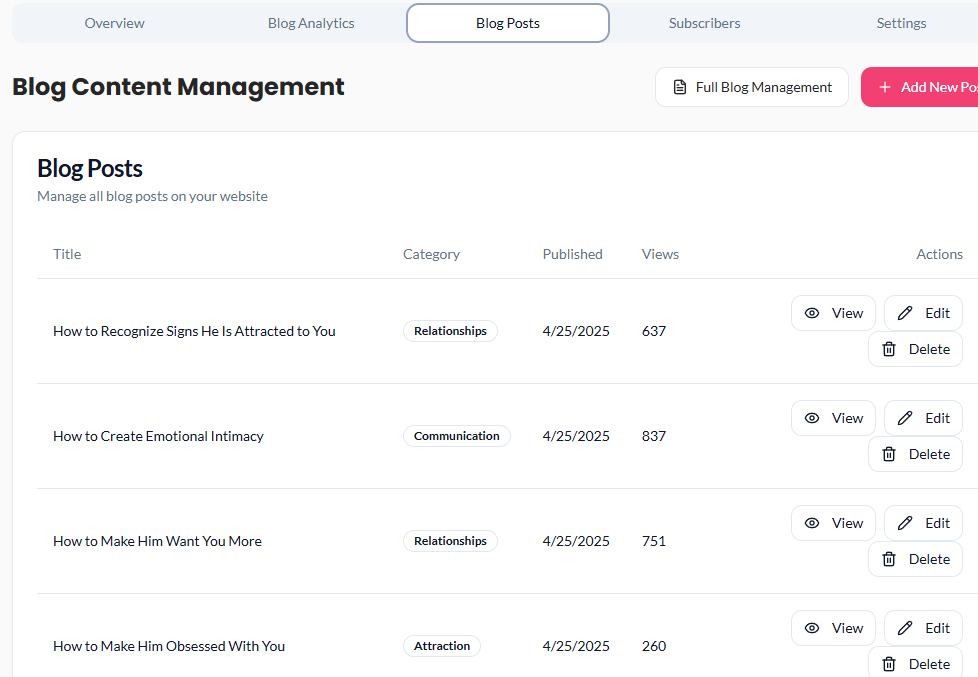 Overview Blog Analytics Blog Posts Subscribers Settings
Blog Content Management Full Blog Management + Add New
Blog Posts
Manage all blog posts on your website
Title Category Published Views Actions
View Edit
How to Recognize Signs He Is Attracted to You Relationships 4/25/2025 637
Delete
View Edit
How to Create Emotional Intimacy Communication 4/25/2025 837
Delete
View Edit
How to Make Him Want You More Relationships 4/25/2025 751
Delete
View Edit
How to Make Him Obsessed With You Attraction 4/25/2025 260
Delete